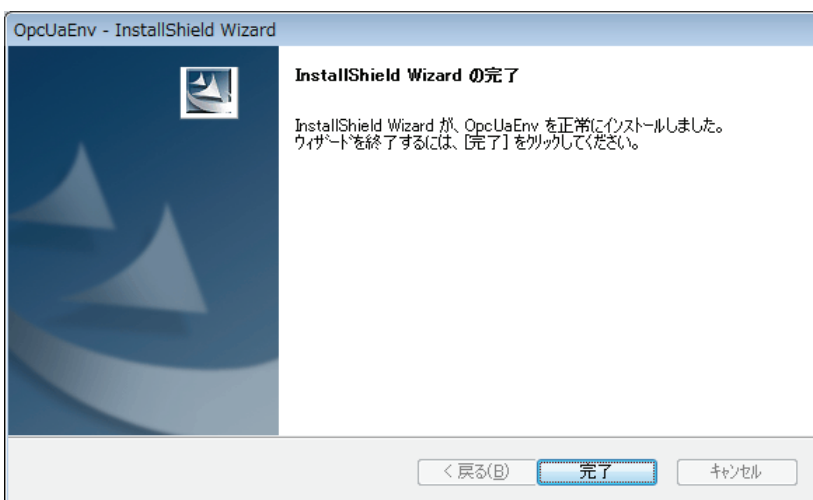 OpcUaEnv - InstallShield Wizard
InstallShield Wizard の完了
InstallShield Wizard が、OpcUaEnv を正常にインストールしました。
ウィザードを終了するには、[完了] をクリックしてください。
< 戻る(B) 完了 キャンセル